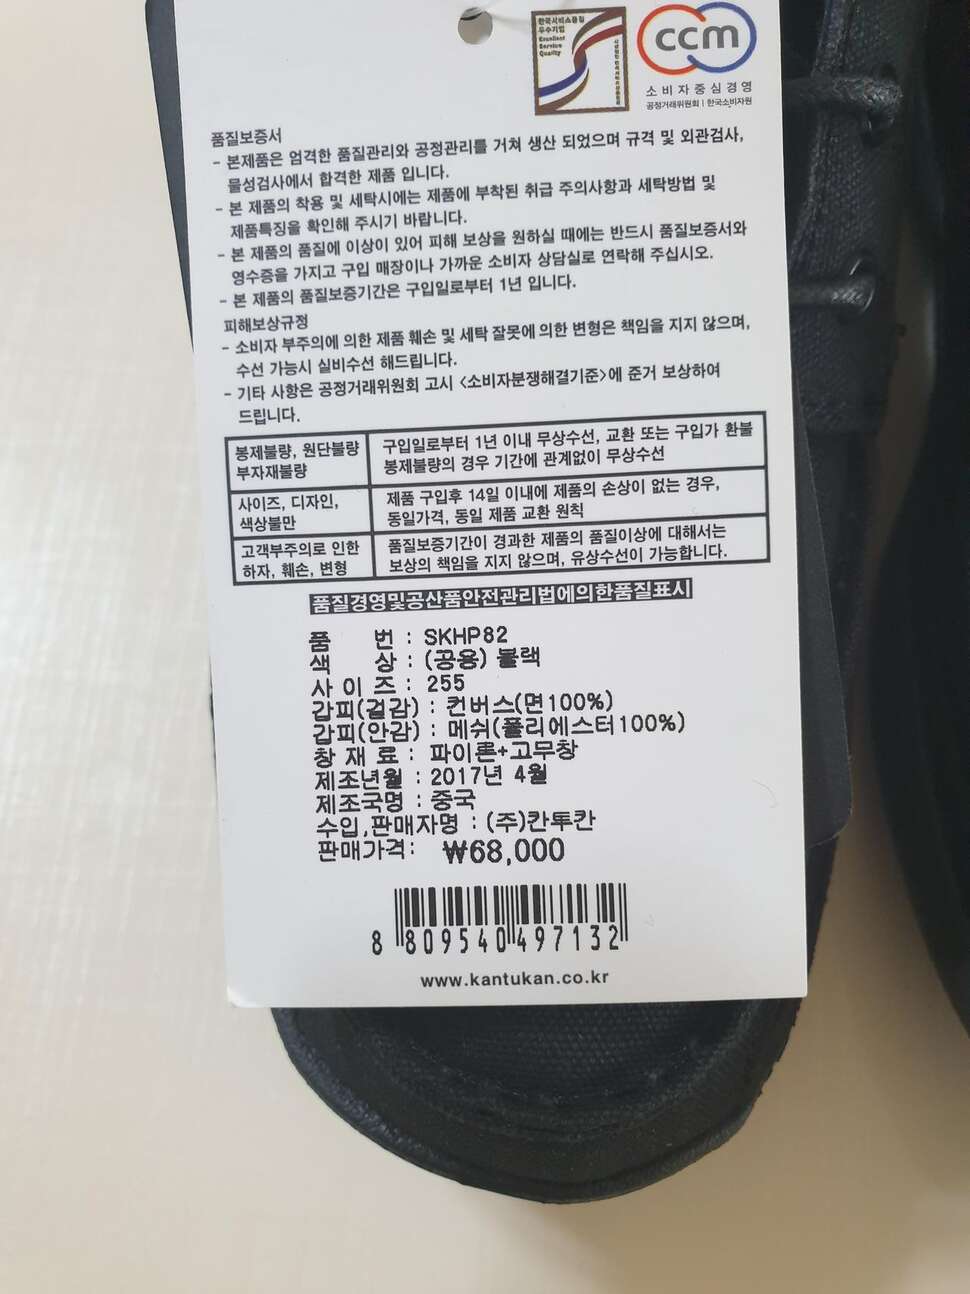 한국서비스품질
우수기업
Excellent
Service
Quality
ccm
소비자중심경영
공정거래위원회 | 한국소비자원
품질보증서
- 본제품은 엄격한 품질관리와 공정관리를 거쳐 생산 되었으며 규격 및 외관검사,
물성검사에서 합격한 제품 입니다.
- 본 제품의 착용 및 세탁시에는 제품에 부착된 취급 주의사항과 세탁방법 및
제품특징을 확인해 주시기 바랍니다.
- 본 제품의 품질에 이상이 있어 피해 보상을 원하실 때에는 반드시 품질보증서와
영수증을 가지고 구입 매장이나 가까운 소비자 상담실로 연락해 주십시오.
- 본 제품의 품질보증기간은 구입일로부터 1년 입니다.
피해보상규정
- 소비자 부주의에 의한 제품 훼손 및 세탁 잘못에 의한 변형은 책임을 지지 않으며,
수선 가능시 실비수선 해드립니다.
- 기타 사항은 공정거래위원회 고시 <소비자분쟁해결기준>에 준거 보상하여
드립니다.
봉제불량, 원단불량
부자재불량
구입일로부터 1년 이내 무상수선, 교환 또는 구입가 환불
봉제불량의 경우 기간에 관계없이 무상수선
사이즈, 디자인,
색상불만
제품 구입후 14일 이내에 제품의 손상이 없는 경우,
동일가격, 동일 제품 교환 원칙
고객부주의로 인한
하자, 훼손, 변형
품질보증기간이 경과한 제품의 품질이상에 대해서는
보상의 책임을 지지 않으며, 유상수선이 가능합니다.
품질경영및공산품안전관리법에의한품질표시
품 번 : SKHP82
색 상 : (공용) 블랙
사 이 즈 : 255
갑피(겉감) : 컨버스(면100%)
갑피(안감) : 메쉬(폴리에스터100%)
창 재 료 : 파이론+고무창
제조년월 : 2017년 4월
제조국명 : 중국
수입,판매자명 : (주)칸투칸
판매가격: ₩68,000
8 809540 497132
www.kantukan.co.kr